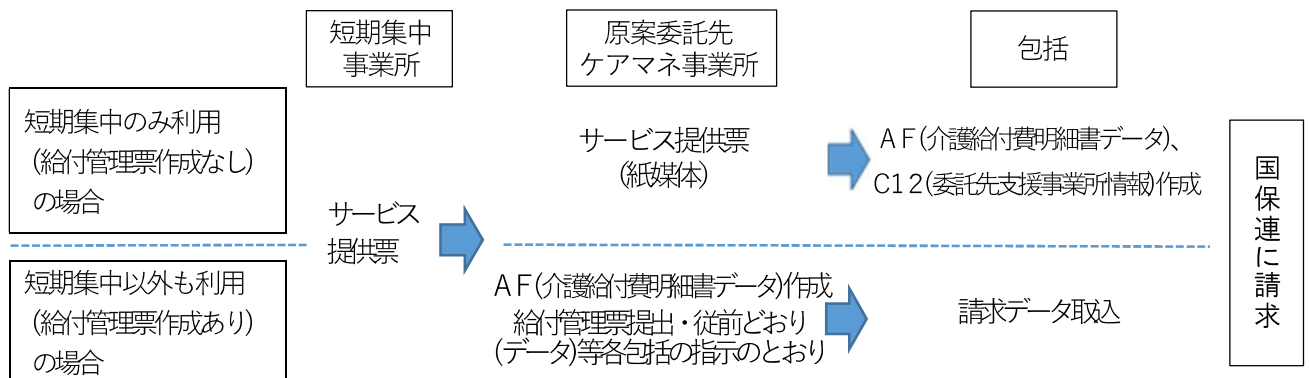 短期集中
事業所
原案委託先
ケアマネ事業所
包括
短期集中のみ利用
(給付管理票作成なし)
の場合
サービス提供票
(紙媒体)
ＡＦ(介護給付費明細書データ)、
C１２(委託先支援事業所情報)作成
サービス
提供票
短期集中以外も利用
(給付管理票作成あり)
の場合
ＡＦ(介護給付費明細書データ)作成
給付管理票提出・従前どおり
(データ)等各包括の指示のとおり
請求データ取込
国保連に請求